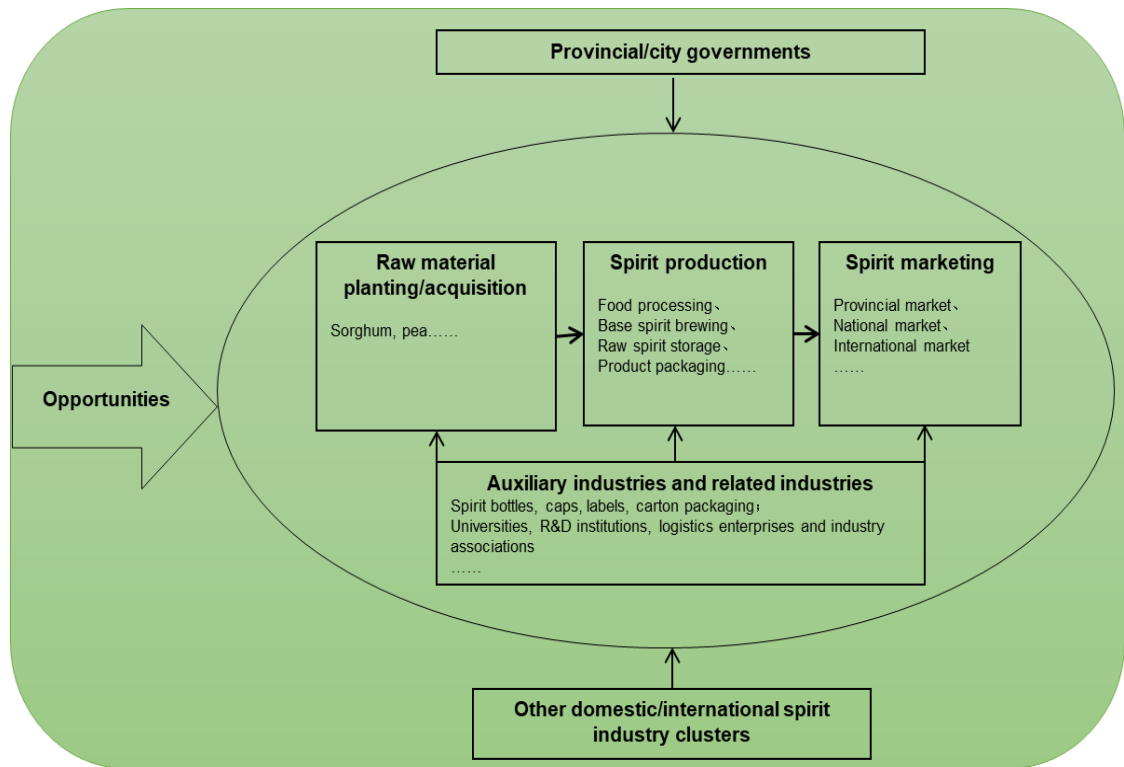 Provincial/city governments
Raw material
planting/acquisition
Sorghum, pea……
Spirit production
Food processing、
Base spirit brewing、
Raw spirit storage、
Product packaging……
Spirit marketing
Provincial market、
National market、
International market
……
Opportunities
Auxiliary industries and related industries
Spirit bottles, caps, labels, carton packaging；
Universities, R&D institutions, logistics enterprises and industry
associations
……
Other domestic/international spirit
industry clusters